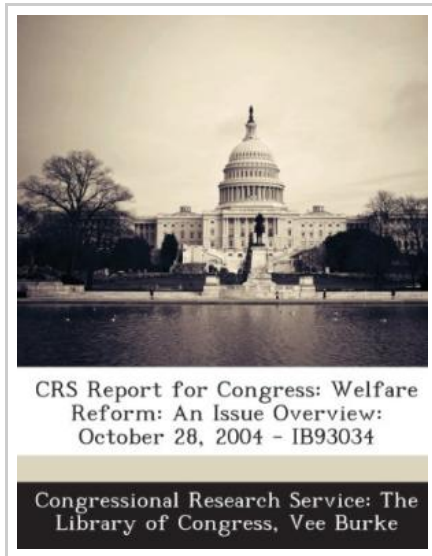 CRS Report for Congress: Welfare
Reform: An Issue Overview:
October 28, 2004 - IB93034
Congressional Research Service: The
Library of Congress, Vee Burke